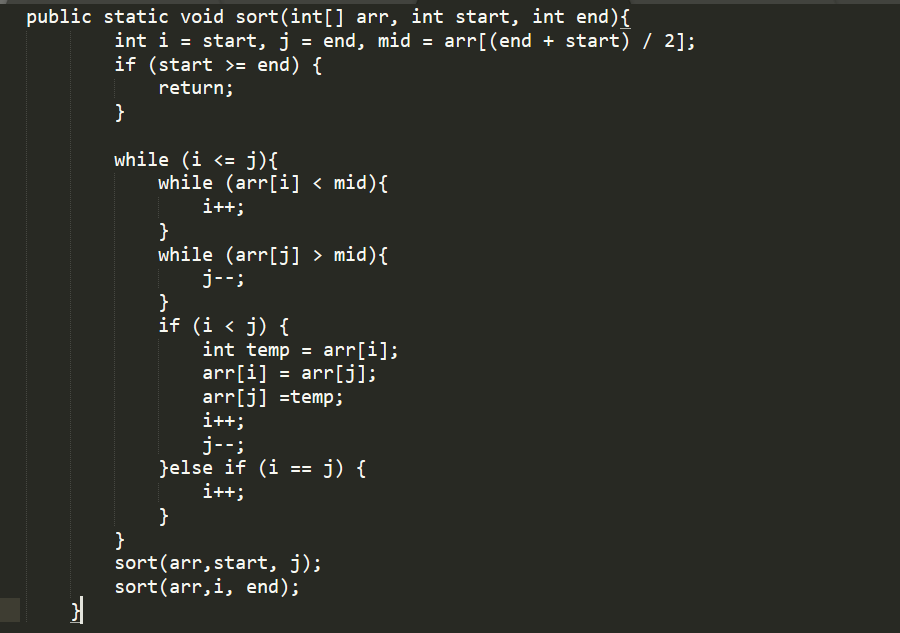 public static void sort(int[] arr, int start, int end){
        int i = start, j = end, mid = arr[(end + start) / 2];
        if (start >= end) {
            return;
        }

        while (i <= j){
            while (arr[i] < mid){
                i++;
            }
            while (arr[j] > mid){
                j--;
            }
            if (i < j) {
                int temp = arr[i];
                arr[i] = arr[j];
                arr[j] =temp;
                i++;
                j--;
            }else if (i == j) {
                i++;
            }
        }
        sort(arr,start, j);
        sort(arr,i, end);
    }